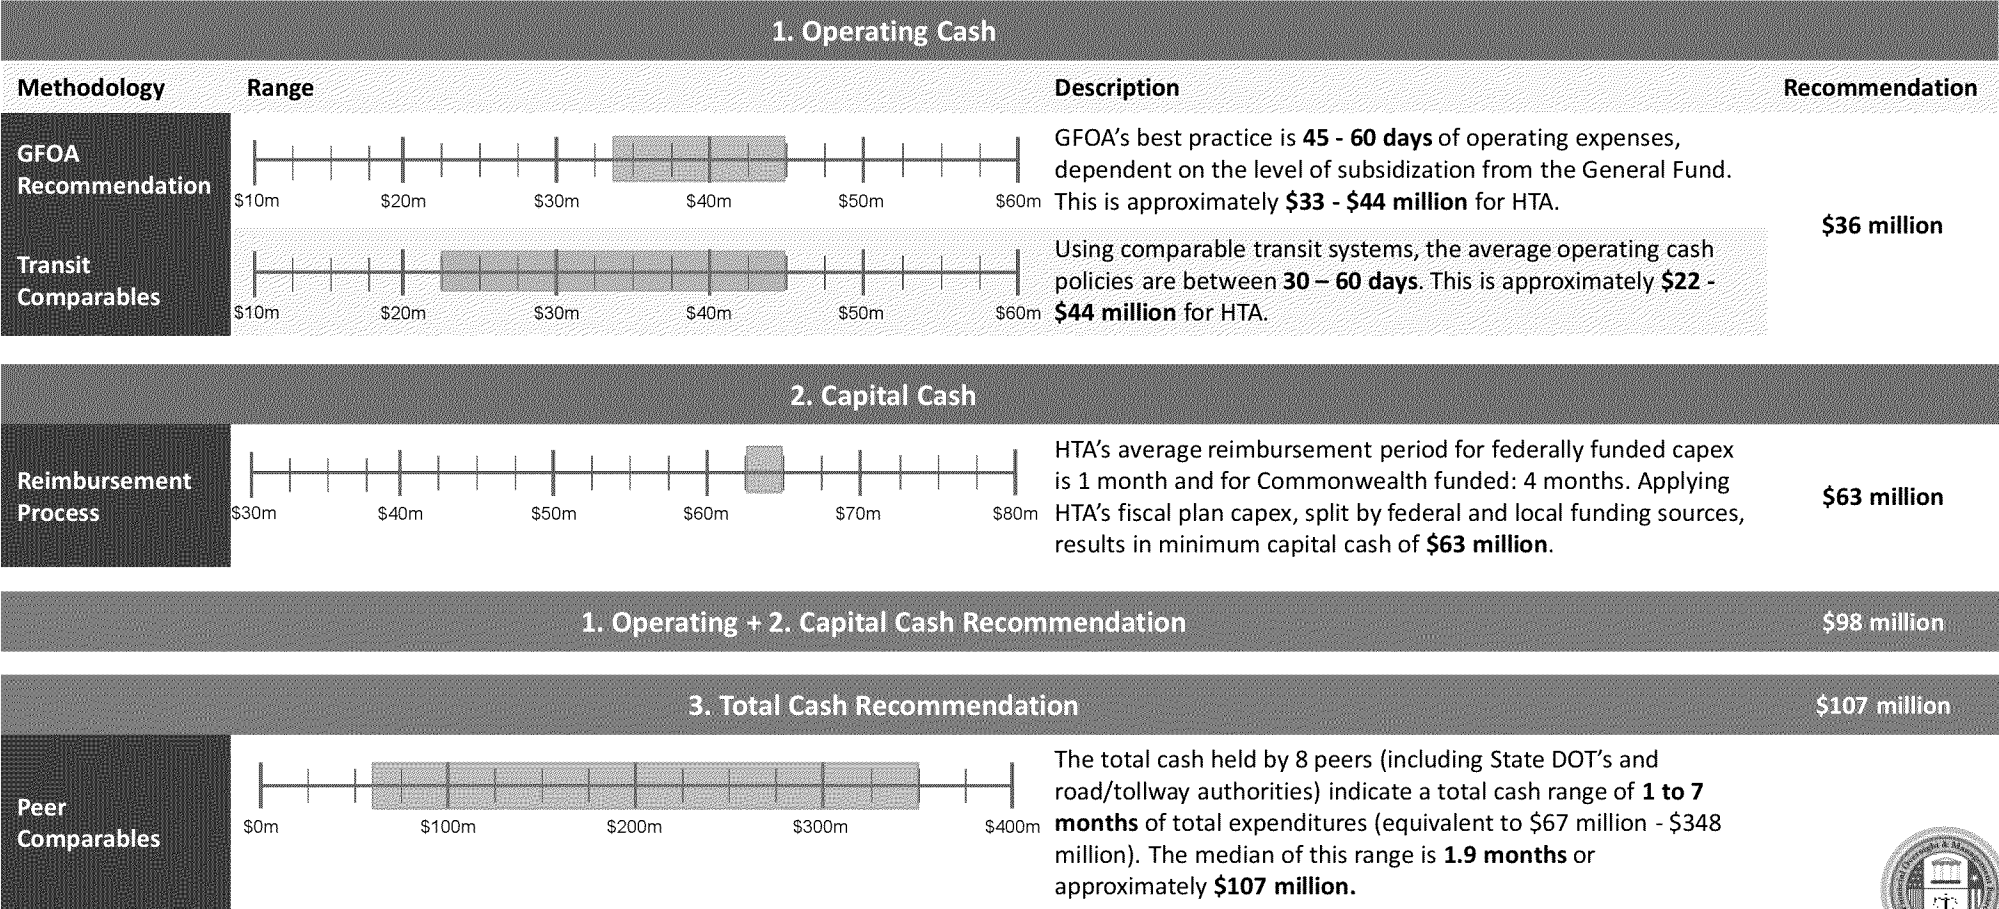 1. Operating Cash
Methodology Range Description Recommendation
GFOA
Recommendation
$10m $20m $30m $40m $50m $60m
GFOA's best practice is 45 - 60 days of operating expenses,
dependent on the level of subsidization from the General Fund.
This is approximately $33 - $44 million for HTA.
$36 million
Transit
Comparables
$10m $20m $30m $40m $50m $60m
Using comparable transit systems, the average operating cash
policies are between 30 – 60 days. This is approximately $22 -
$44 million for HTA.
2. Capital Cash
Reimbursement
Process
$30m $40m $50m $60m $70m $80m
HTA's average reimbursement period for federally funded capex
is 1 month and for Commonwealth funded: 4 months. Applying
HTA's fiscal plan capex, split by federal and local funding sources,
results in minimum capital cash of $63 million.
$63 million
1. Operating + 2. Capital Cash Recommendation $98 million
3. Total Cash Recommendation $107 million
Peer
Comparables
$0m $100m $200m $300m $400m
The total cash held by 8 peers (including State DOT's and
road/tollway authorities) indicate a total cash range of 1 to 7
months of total expenditures (equivalent to $67 million - $348
million). The median of this range is 1.9 months or
approximately $107 million.